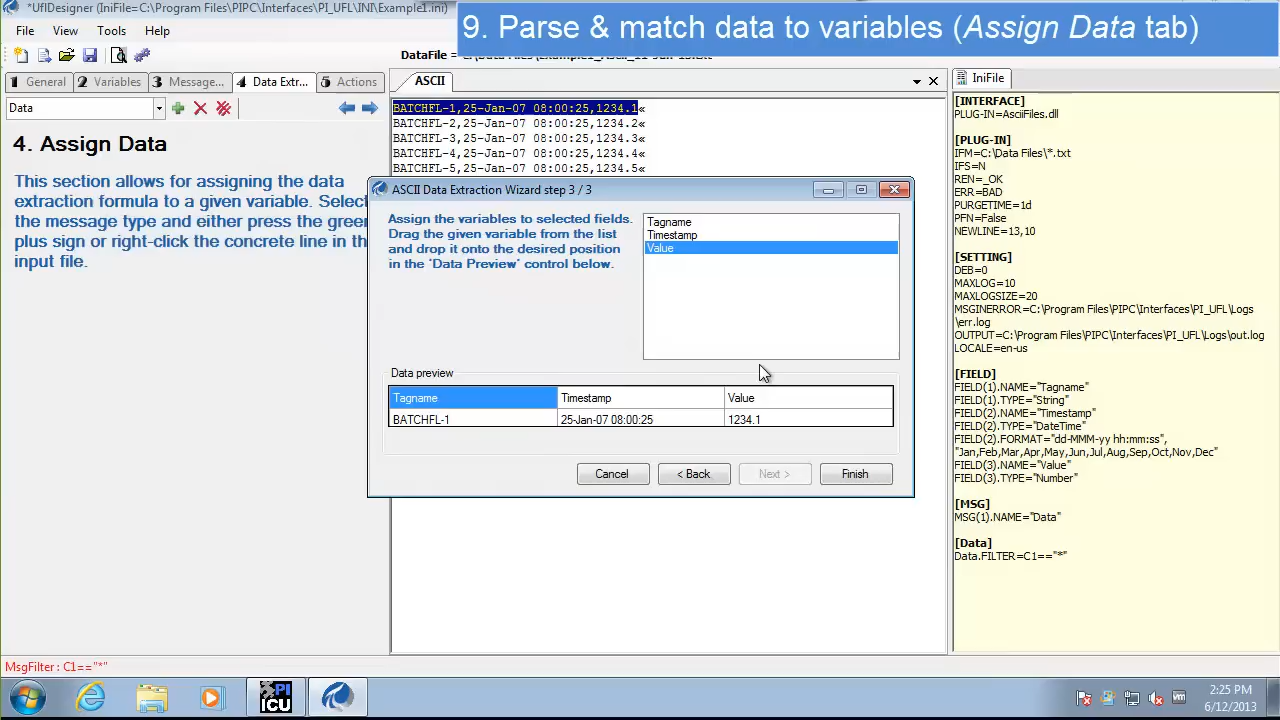 *UflDesigner (IniFile=C:\Program Files\PIPC\Interfaces\PI_UFL\INI\Example1.ini)
9. Parse & match data to variables (Assign Data tab)
File View Tools Help
1 General
2 Variables
3 Message...
4 Data Extr...
5 Actions
ASCII
IniFile
Data
4. Assign Data
This section allows for assigning the data
extraction formula to a given variable. Select
the message type and either press the green
plus sign or right-click the concrete line in the
input file.
BATCHFL-1,25-Jan-07 08:00:25,1234.1«
BATCHFL-2,25-Jan-07 08:00:25,1234.2«
BATCHFL-3,25-Jan-07 08:00:25,1234.3«
BATCHFL-4,25-Jan-07 08:00:25,1234.4«
BATCHFL-5,25-Jan-07 08:00:25,1234.5«
ASCII Data Extraction Wizard step 3 / 3
Assign the variables to selected fields.
Drag the given variable from the list
and drop it onto the desired position
in the 'Data Preview' control below.
Tagname
Timestamp
Value
Data preview
Tagname Timestamp Value
BATCHFL-1 25-Jan-07 08:00:25 1234.1
Cancel
< Back
Next >
Finish
[INTERFACE]
PLUG-IN=AsciiFiles.dll
[PLUG-IN]
IFM=C:\Data Files\*.txt
IFS=N
REN=_OK
ERR=BAD
PURGETIME=1d
PFN=False
NEWLINE=13,10
[SETTING]
DEB=0
MAXLOG=10
MAXLOGSIZE=20
MSGINERROR=C:\Program Files\PIPC\Interfaces\PI_UFL\Logs
\err.log
OUTPUT=C:\Program Files\PIPC\Interfaces\PI_UFL\Logs\out.log
LOCALE=en-us
[FIELD]
FIELD(1).NAME="Tagname"
FIELD(1).TYPE="String"
FIELD(2).NAME="Timestamp"
FIELD(2).TYPE="DateTime"
FIELD(2).FORMAT="dd-MMM-yy hh:mm:ss",
"Jan,Feb,Mar,Apr,May,Jun,Jul,Aug,Sep,Oct,Nov,Dec"
FIELD(3).NAME="Value"
FIELD(3).TYPE="Number"
[MSG]
MSG(1).NAME="Data"
[Data]
Data.FILTER=C1=="*"
MsgFilter : C1=="*"
PI
ICU
2:25 PM
6/12/2013